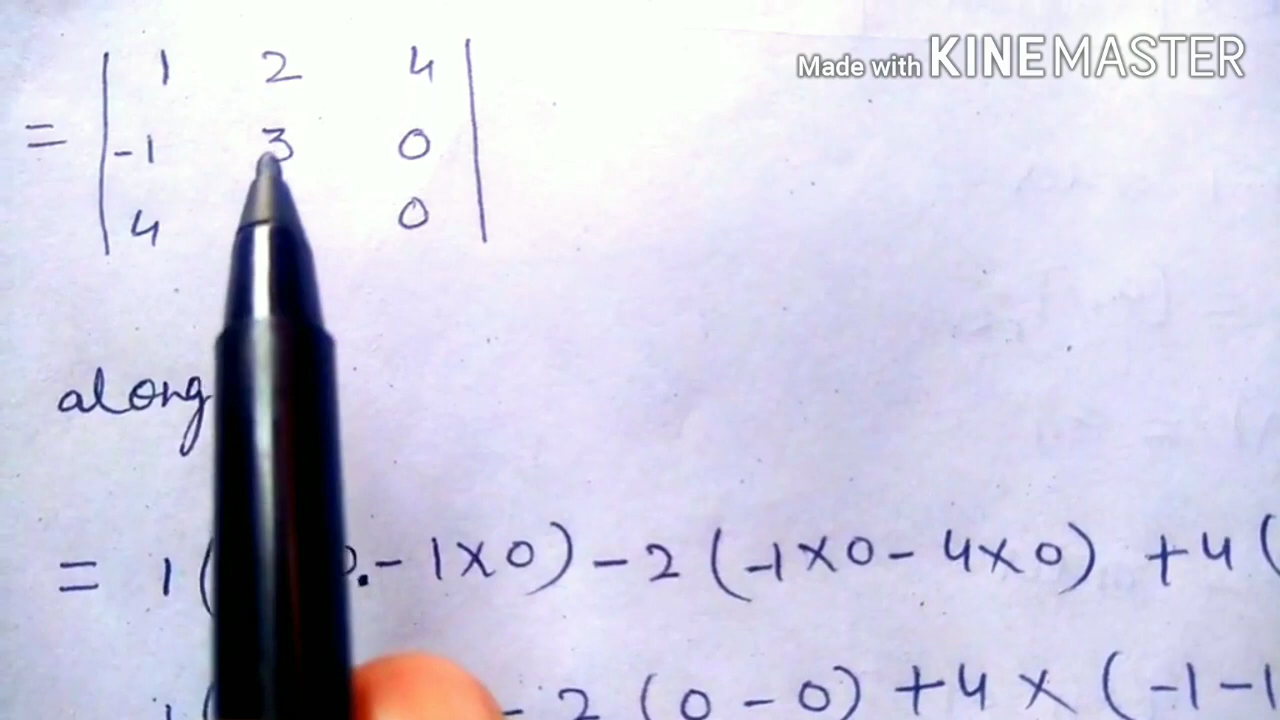 Made with KINEMASTER
1 2 4
= -1 3 0
4 0
along
= 1 ( - 1 × 0) - 2 (-1 × 0 - 4 × 0) + 4 (
1 ( - 2 (0 - 0) + 4 × ( -1 - 1